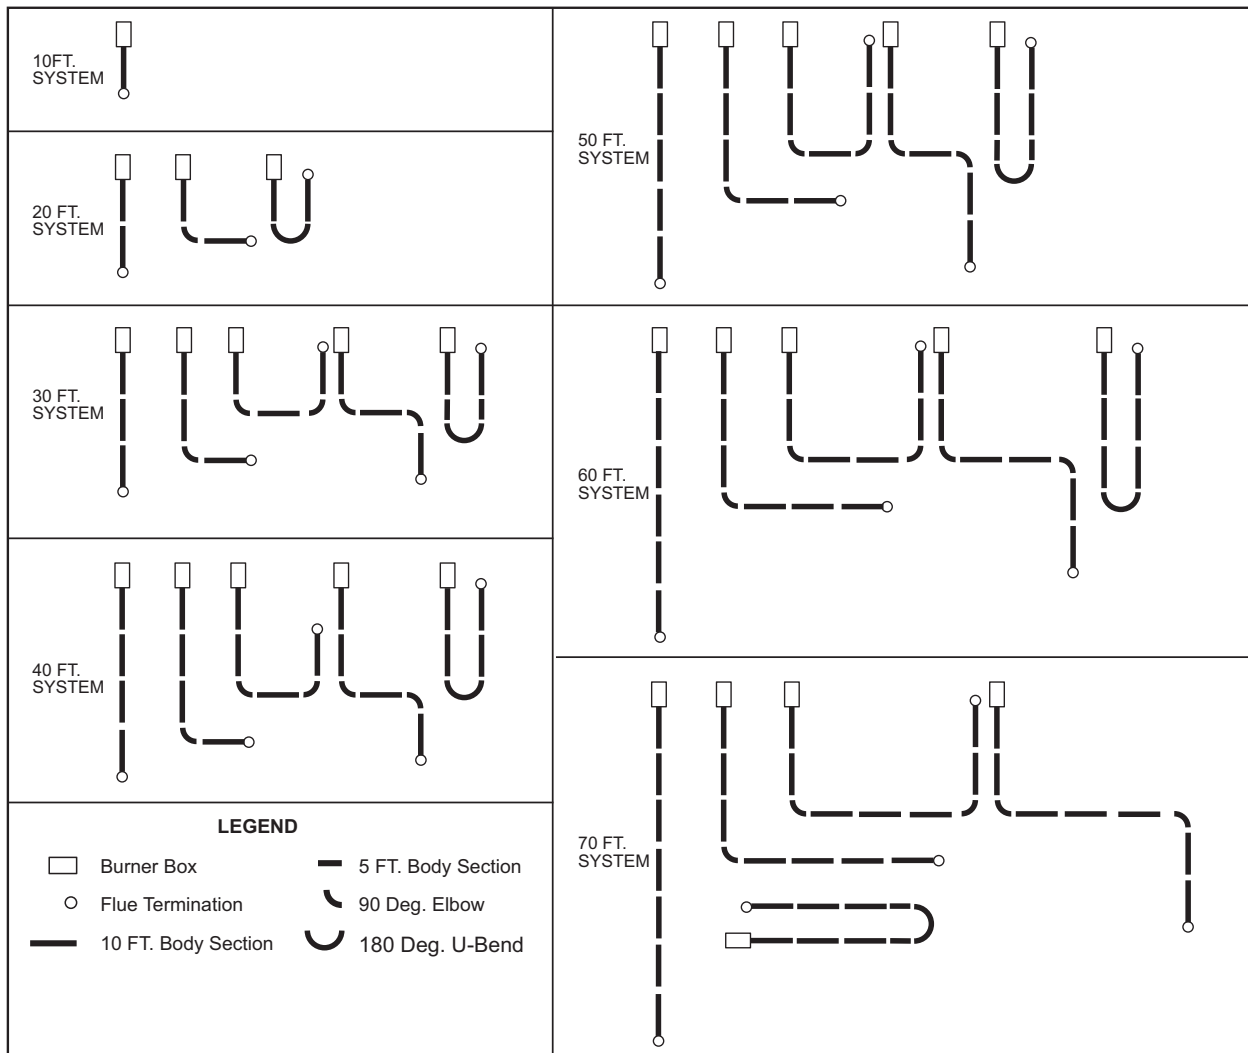 10FT.
SYSTEM
20 FT.
SYSTEM
30 FT.
SYSTEM
40 FT.
SYSTEM
LEGEND
Burner Box
5 FT. Body Section
Flue Termination
90 Deg. Elbow
10 FT. Body Section
180 Deg. U-Bend
50 FT.
SYSTEM
60 FT.
SYSTEM
70 FT.
SYSTEM